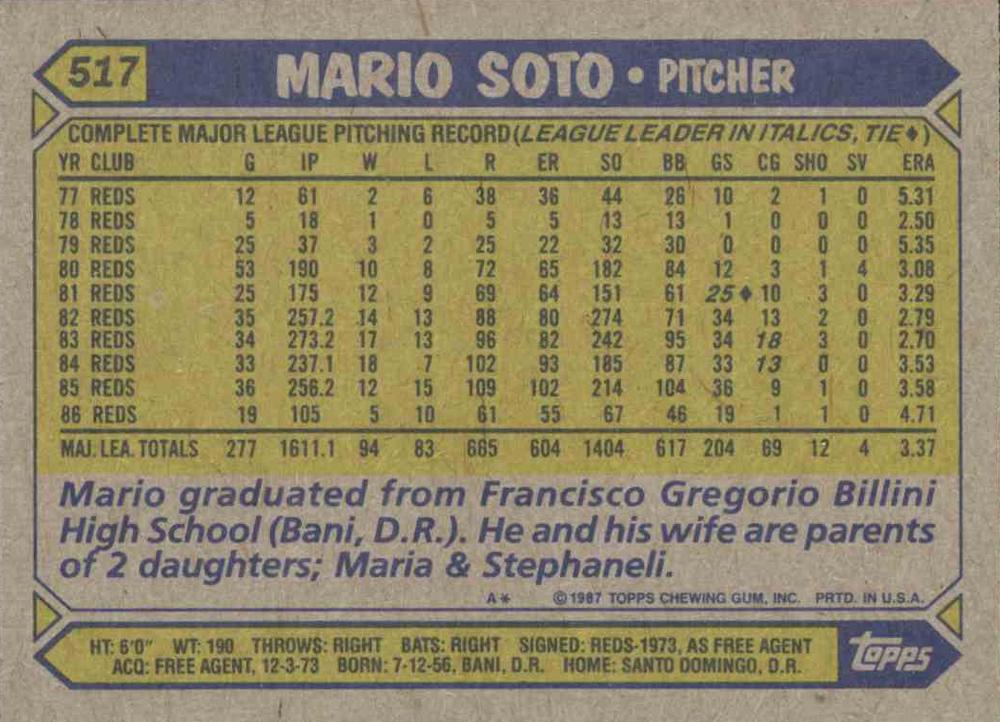 517 MARIO SOTO • PITCHER
COMPLETE MAJOR LEAGUE PITCHING RECORD (LEAGUE LEADER IN ITALICS, TIE♦)
YR CLUB G IP W L R ER SO BB GS CG SHO SV ERA
77 REDS 12 61 2 6 38 36 44 26 10 2 1 0 5.31
78 REDS 5 18 1 0 5 5 13 13 1 0 0 0 2.50
79 REDS 25 37 3 2 25 22 32 30 0 0 0 0 5.35
80 REDS 53 190 10 8 72 65 182 84 12 3 1 4 3.08
81 REDS 25 175 12 9 69 64 151 61 25♦ 10 3 0 3.29
82 REDS 35 257.2 14 13 88 80 274 71 34 13 2 0 2.79
83 REDS 34 273.2 17 13 96 82 242 95 34 18 3 0 2.70
84 REDS 33 237.1 18 7 102 93 185 87 33 13 0 0 3.53
85 REDS 36 256.2 12 15 109 102 214 104 36 9 1 0 3.58
86 REDS 19 105 5 10 61 55 67 46 19 1 1 0 4.71
MAJ. LEA. TOTALS 277 1611.1 94 83 665 604 1404 617 204 69 12 4 3.37
Mario graduated from Francisco Gregorio Billini
High School (Bani, D.R.). He and his wife are parents
of 2 daughters; Maria & Stephaneli.
A* ©1987 TOPPS CHEWING GUM, INC. PRTD. IN U.S.A.
HT: 6'0" WT: 190 THROWS: RIGHT BATS: RIGHT SIGNED: REDS-1973, AS FREE AGENT
ACQ: FREE AGENT, 12-3-73 BORN: 7-12-56, BANI, D.R. HOME: SANTO DOMINGO, D.R.
Topps